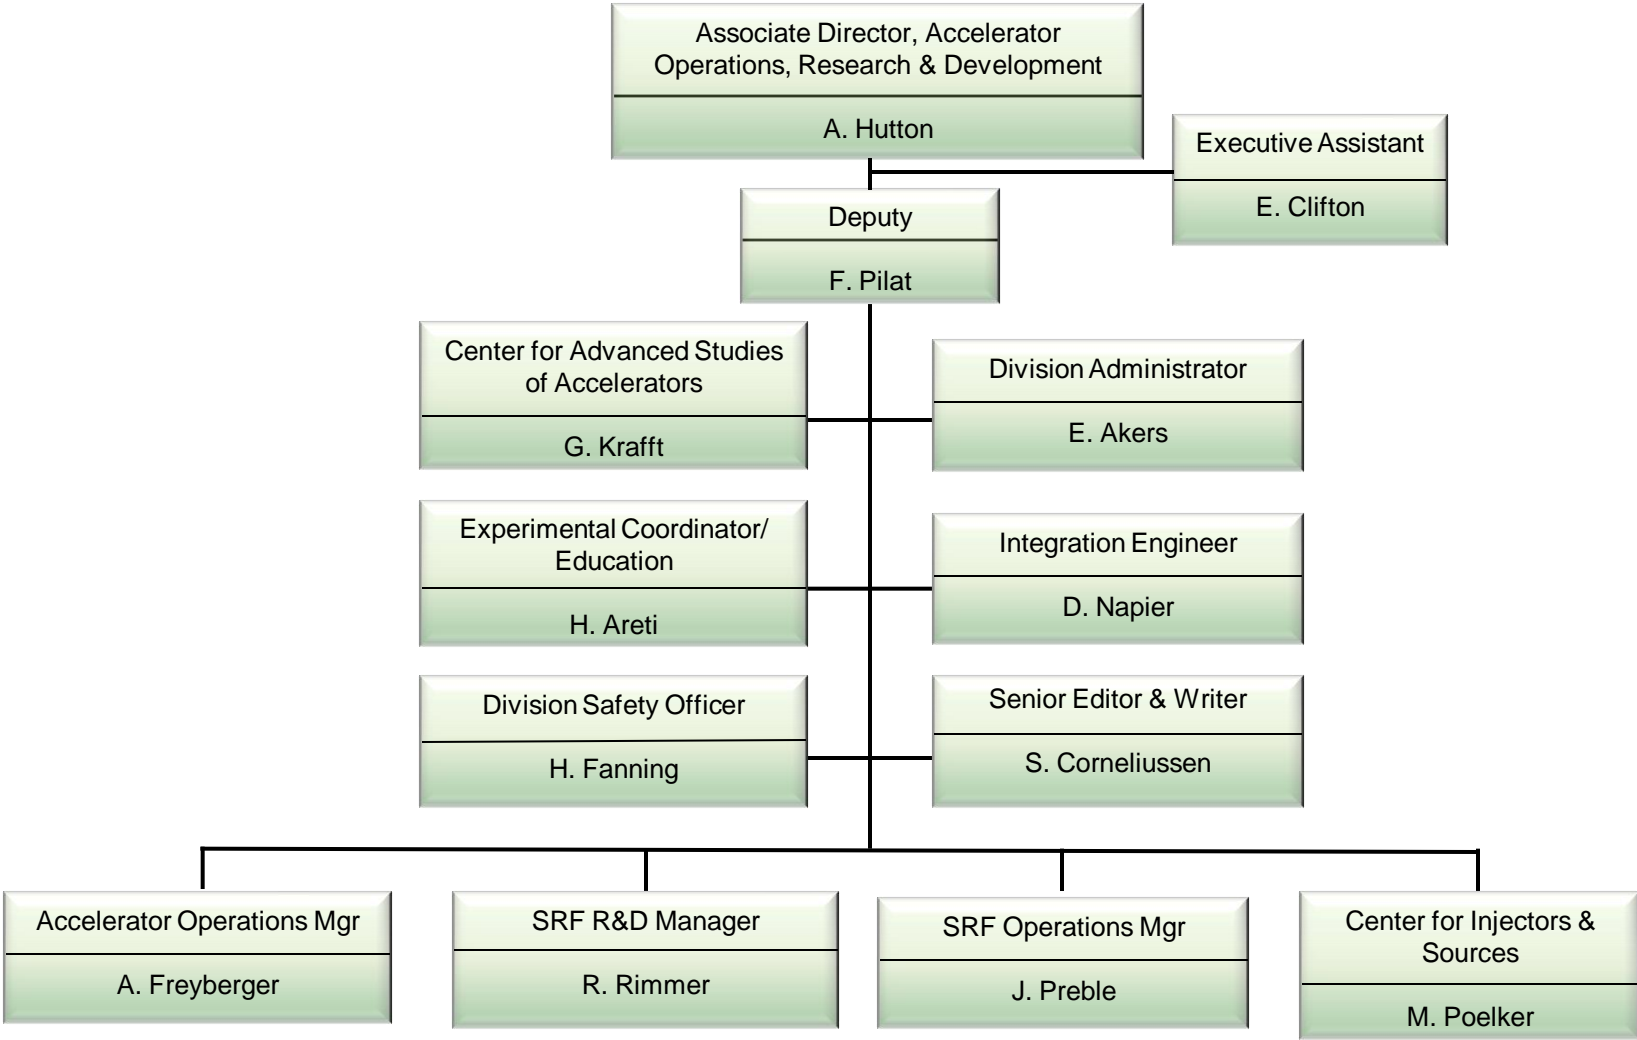 Associate Director, Accelerator
Operations, Research & Development
A. Hutton
Executive Assistant
E. Clifton
Deputy
F. Pilat
Center for Advanced Studies
of Accelerators
G. Krafft
Division Administrator
E. Akers
Experimental Coordinator/
Education
H. Areti
Integration Engineer
D. Napier
Division Safety Officer
H. Fanning
Senior Editor & Writer
S. Corneliussen
Accelerator Operations Mgr
A. Freyberger
SRF R&D Manager
R. Rimmer
SRF Operations Mgr
J. Preble
Center for Injectors &
Sources
M. Poelker